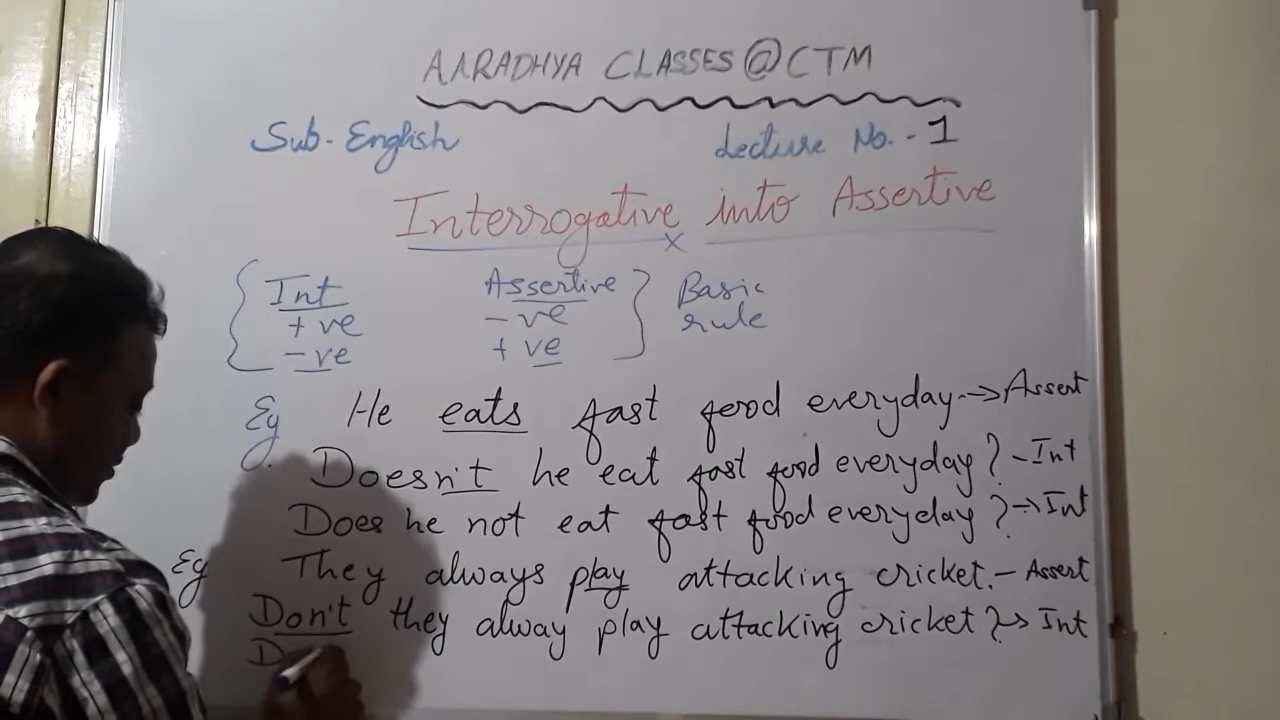 AARADHYA CLASSES@CTM
Sub- English Lecture No.-1
Interrogative into Assertive
Int Assertive Basic
+ve -ve rule
-ve +ve
Eg He eats fast food everyday.-> Assert
Doesn't he eat fast food everyday? - Int
Does he not eat fast food everyday?-> Int
Eg They always play attacking cricket.- Assert
Don't they alway play attacking cricket?-> Int
D